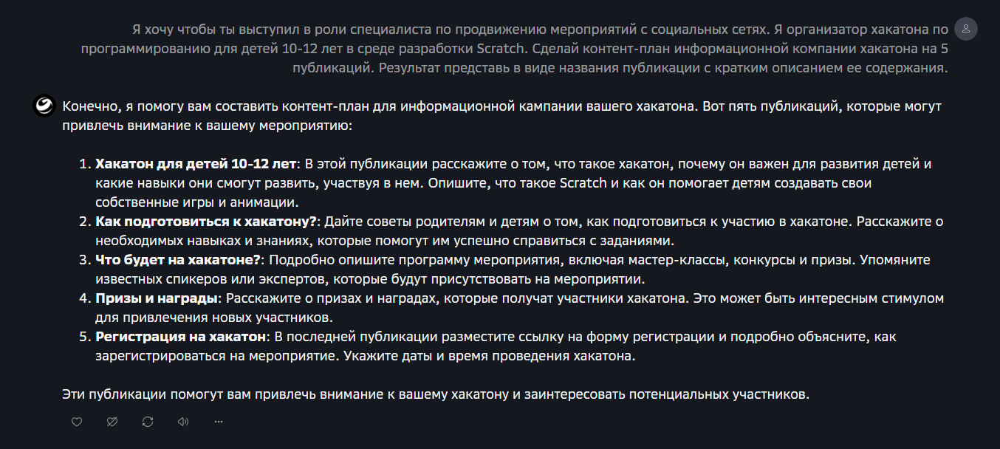 Я хочу чтобы ты выступил в роли специалиста по продвижению мероприятий с социальных сетях. Я организатор хакатона по
программированию для детей 10-12 лет в среде разработки Scratch. Сделай контент-план информационной компании хакатона на 5
публикаций. Результат представь в виде названия публикации с кратким описанием ее содержания.
Конечно, я помогу вам составить контент-план для информационной кампании вашего хакатона. Вот пять публикаций, которые могут
привлечь внимание к вашему мероприятию:
1. Хакатон для детей 10-12 лет: В этой публикации расскажите о том, что такое хакатон, почему он важен для развития детей и
какие навыки они смогут развить, участвуя в нем. Опишите, что такое Scratch и как он помогает детям создавать свои
собственные игры и анимации.
2. Как подготовиться к хакатону?: Дайте советы родителям и детям о том, как подготовиться к участию в хакатоне. Расскажите о
необходимых навыках и знаниях, которые помогут им успешно справиться с заданиями.
3. Что будет на хакатоне?: Подробно опишите программу мероприятия, включая мастер-классы, конкурсы и призы. Упомяните
известных спикеров или экспертов, которые будут присутствовать на мероприятии.
4. Призы и награды: Расскажите о призах и наградах, которые получат участники хакатона. Это может быть интересным стимулом
для привлечения новых участников.
5. Регистрация на хакатон: В последней публикации разместите ссылку на форму регистрации и подробно объясните, как
зарегистрироваться на мероприятие. Укажите даты и время проведения хакатона.
Эти публикации помогут вам привлечь внимание к вашему хакатону и заинтересовать потенциальных участников.